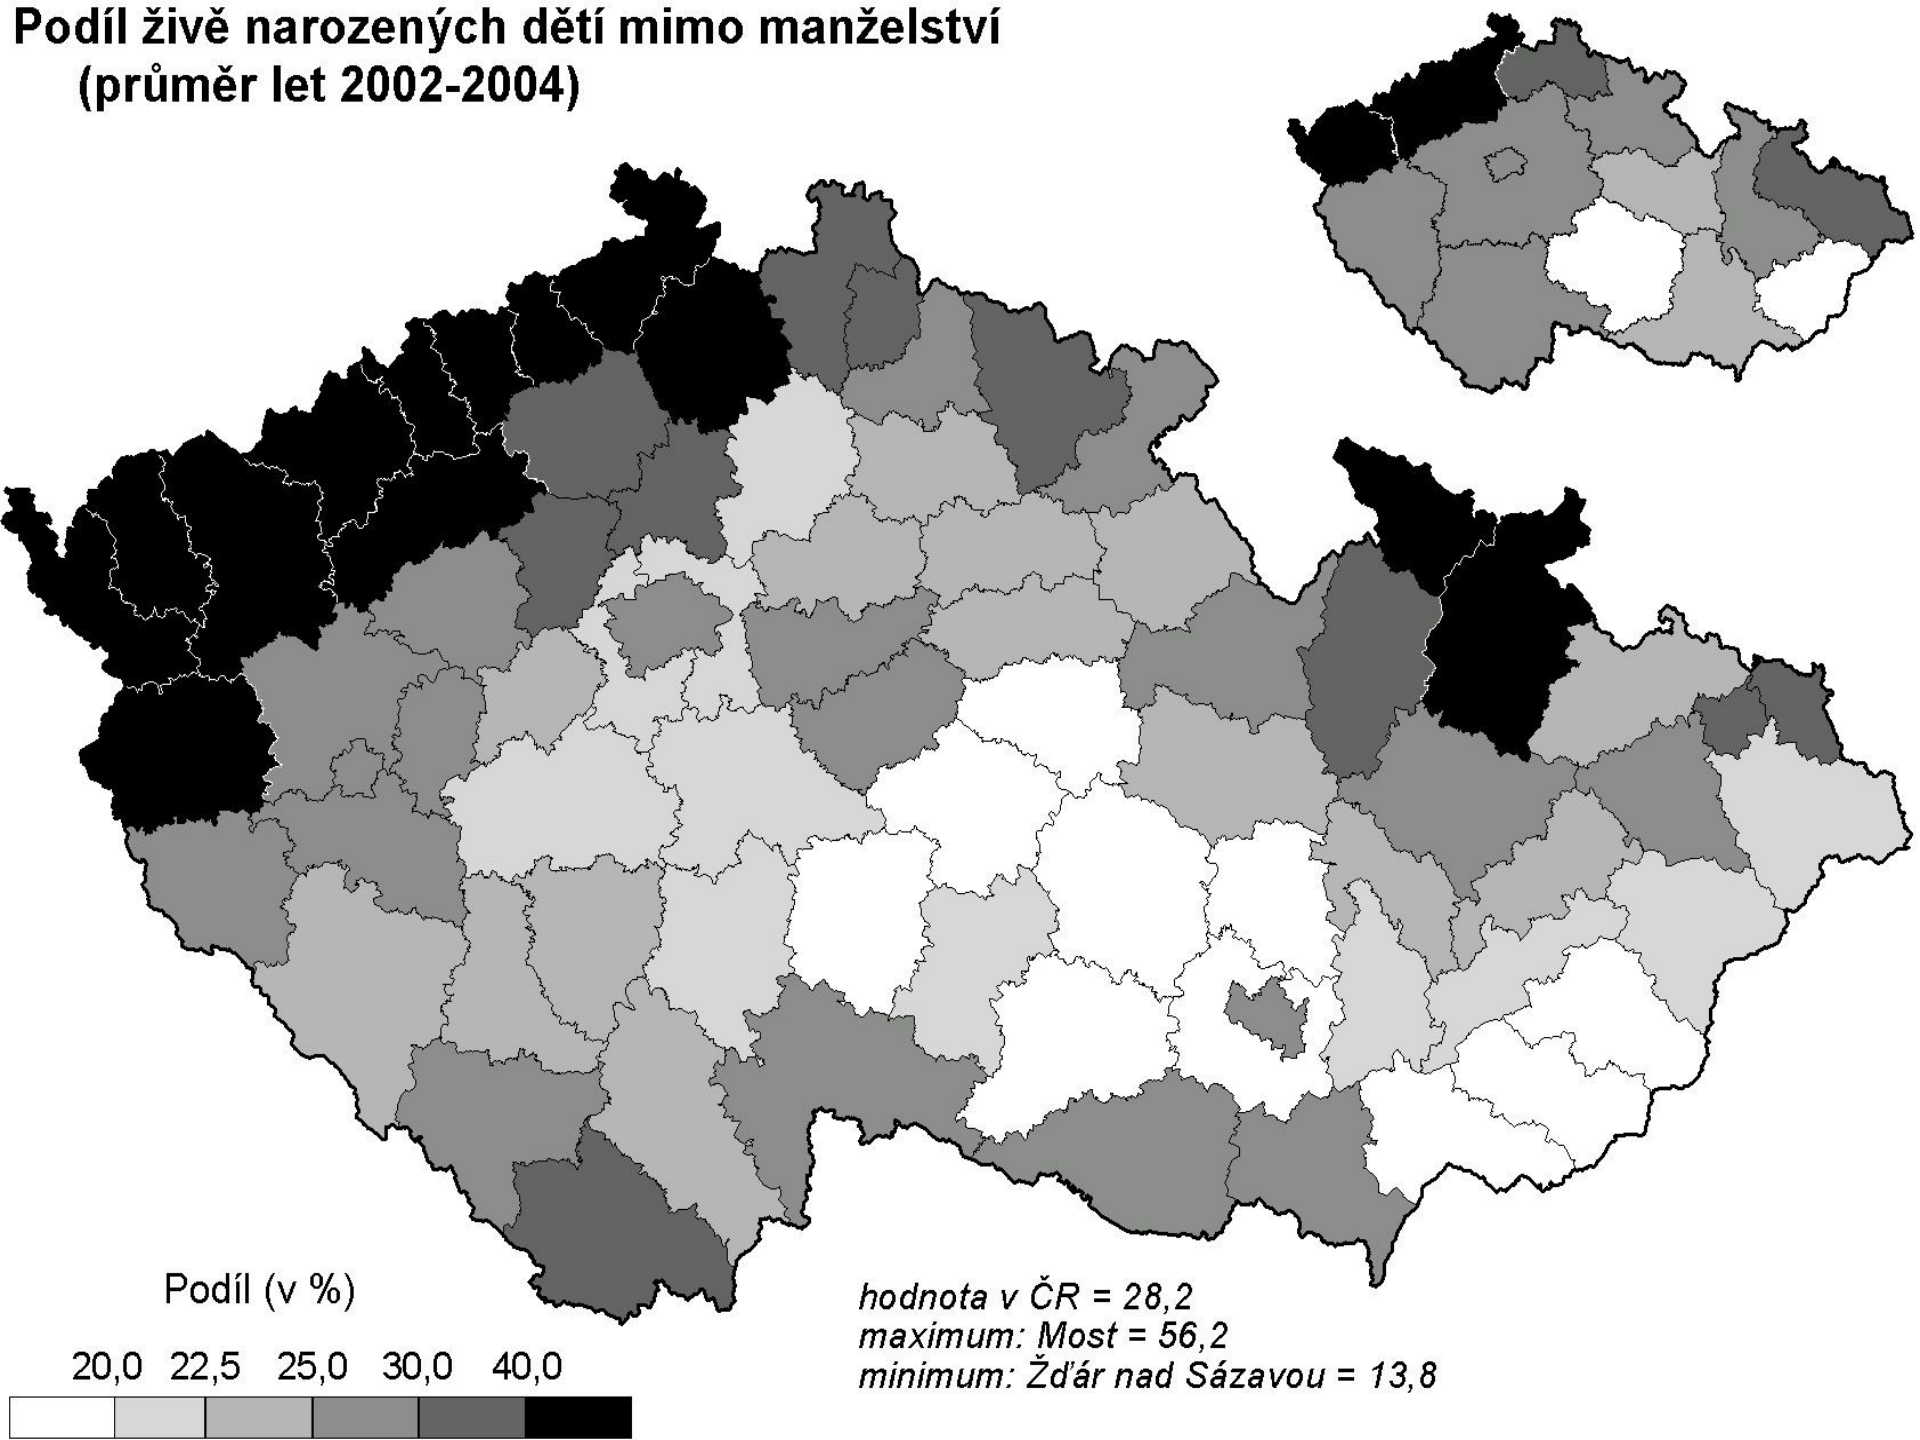 Podíl živě narozených dětí mimo manželství
(průměr let 2002-2004)
Podíl (v %)
20,0 22,5 25,0 30,0 40,0
hodnota v ČR = 28,2
maximum: Most = 56,2
minimum: Žďár nad Sázavou = 13,8